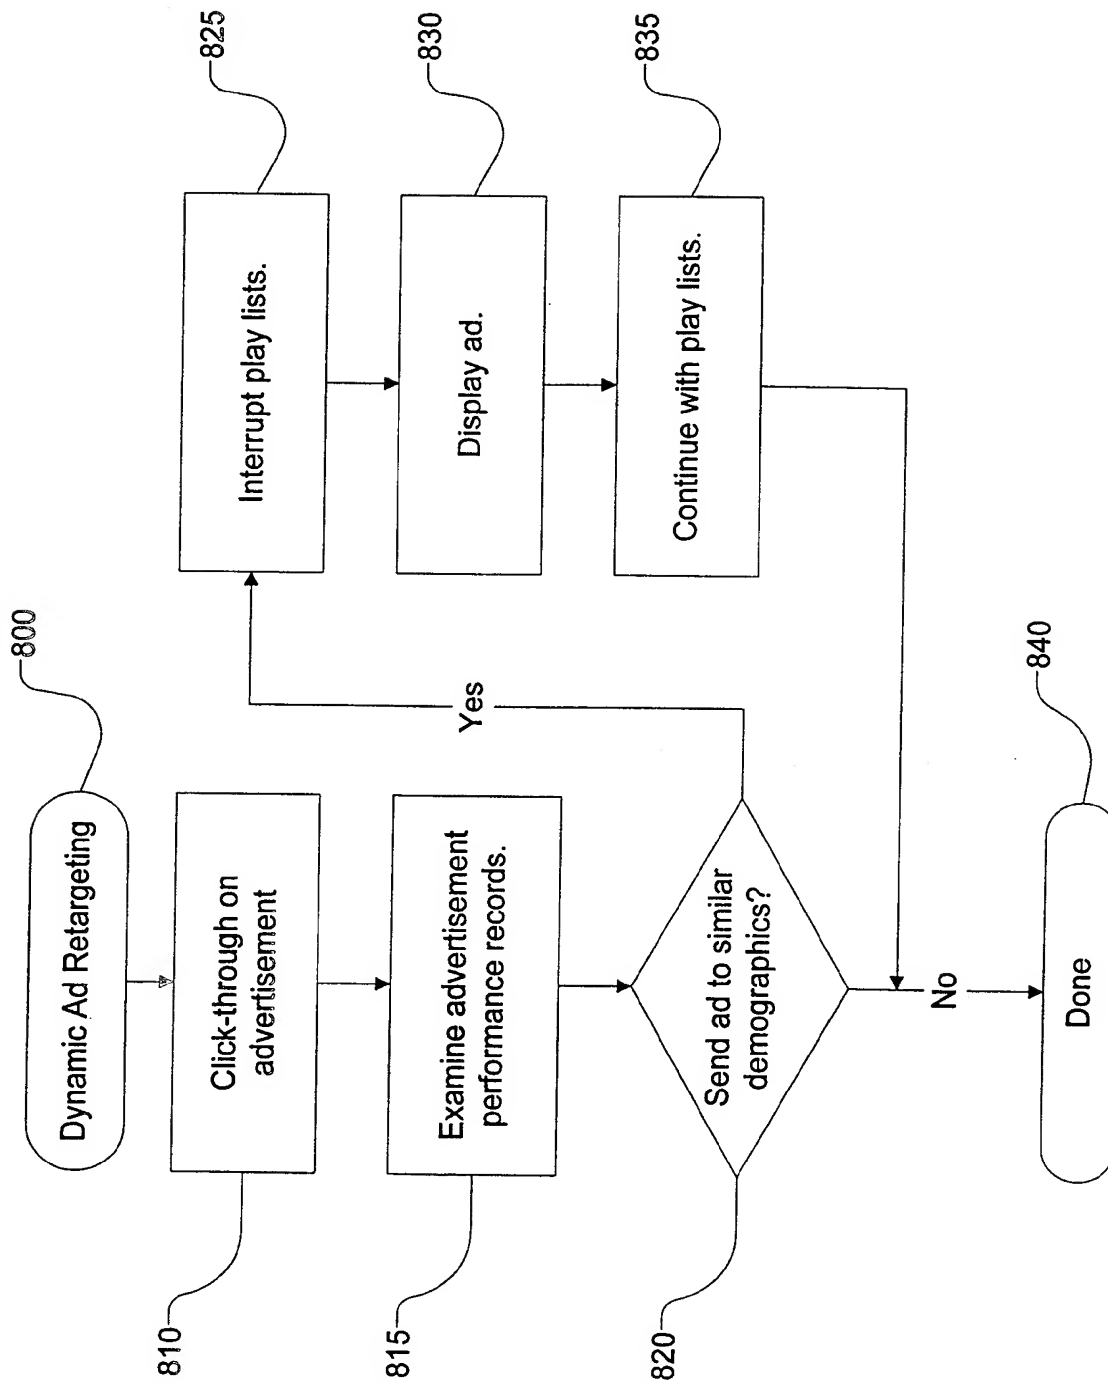 Dynamic Ad Retargeting
800
Click-through on
advertisement
810
Examine advertisement
performance records.
815
Send ad to similar
demographics?
820
Yes
No
Interrupt play lists.
825
Display ad.
830
Continue with play lists.
835
Done
840